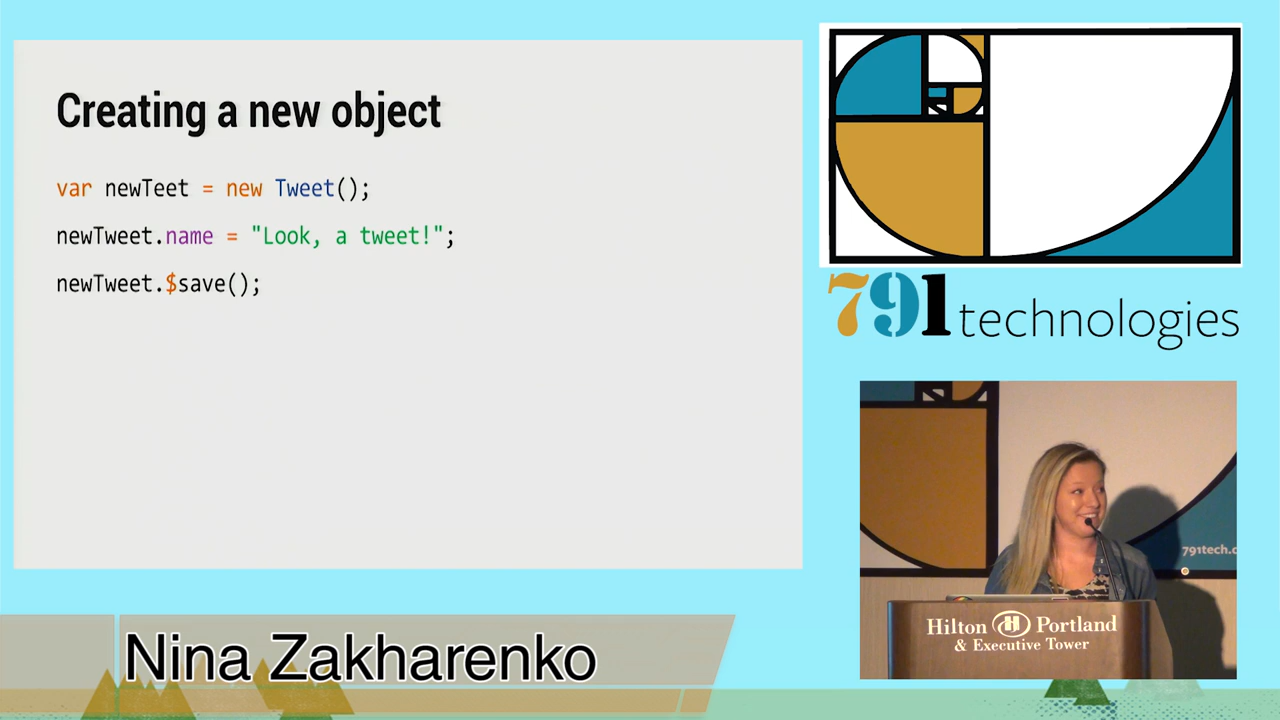 Creating a new object
var newTeet = new Tweet();
newTweet.name = "Look, a tweet!";
newTweet.$save();
791 technologies
791tech.c
Hilton H Portland
& Executive Tower
Nina Zakharenko